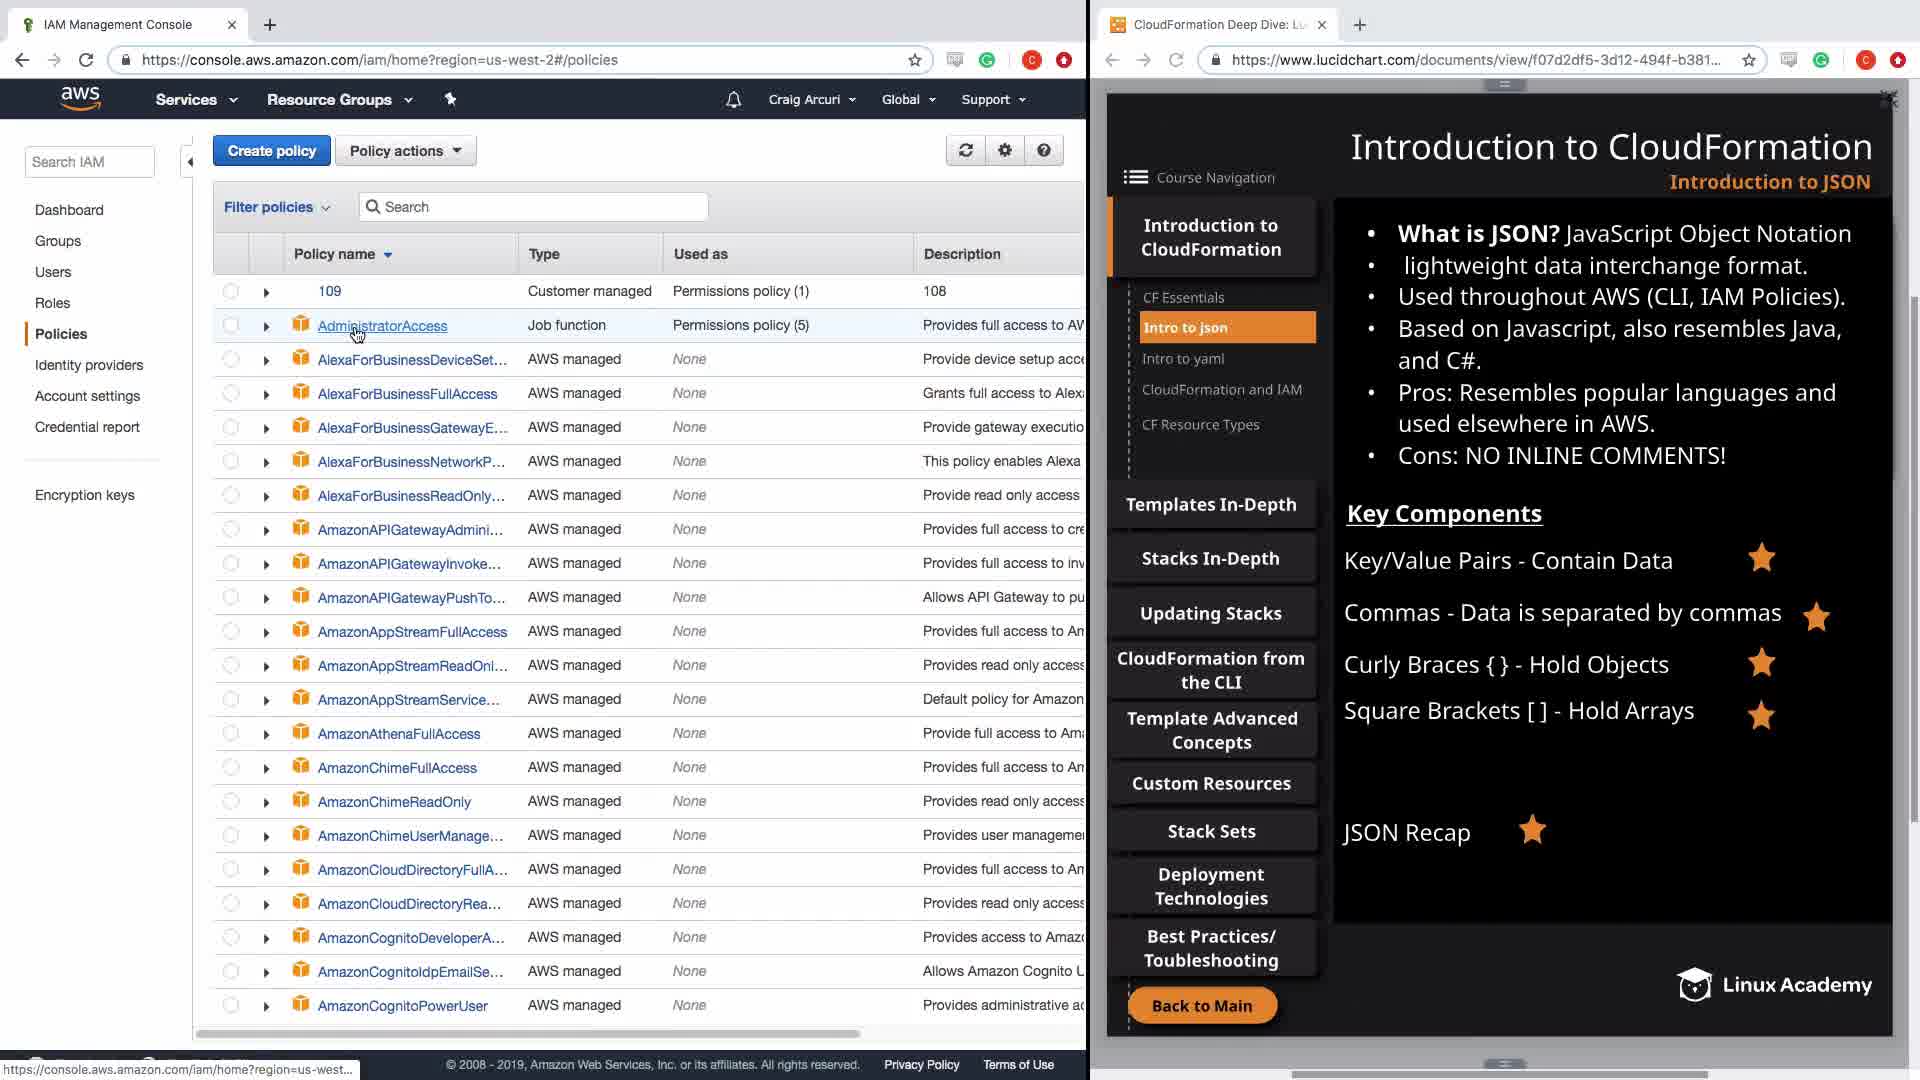 IAM Management Console
https://console.aws.amazon.com/iam/home?region=us-west-2#/policies
C
aws
Services
Resource Groups
Craig Arcuri
Global
Support
Search IAM
Dashboard
Groups
Users
Roles
Policies
Identity providers
Account settings
Credential report
Encryption keys
Create policy
Policy actions
Filter policies
Search
Policy name Type Used as Description
109 Customer managed Permissions policy (1) 108
AdministratorAccess Job function Permissions policy (5) Provides full access to AW
AlexaForBusinessDeviceSet... AWS managed None Provide device setup acce
AlexaForBusinessFullAccess AWS managed None Grants full access to Alexa
AlexaForBusinessGatewayE... AWS managed None Provide gateway executio
AlexaForBusinessNetworkP... AWS managed None This policy enables Alexa
AlexaForBusinessReadOnly... AWS managed None Provide read only access
AmazonAPIGatewayAdmini... AWS managed None Provides full access to cre
AmazonAPIGatewayInvoke... AWS managed None Provides full access to inv
AmazonAPIGatewayPushTo... AWS managed None Allows API Gateway to pu
AmazonAppStreamFullAccess AWS managed None Provides full access to Am
AmazonAppStreamReadOnl... AWS managed None Provides read only access
AmazonAppStreamService... AWS managed None Default policy for Amazon
AmazonAthenaFullAccess AWS managed None Provide full access to Ama
AmazonChimeFullAccess AWS managed None Provides full access to Am
AmazonChimeReadOnly AWS managed None Provides read only access
AmazonChimeUserManage... AWS managed None Provides user manageme
AmazonCloudDirectoryFullA... AWS managed None Provides full access to Am
AmazonCloudDirectoryRea... AWS managed None Provides read only access
AmazonCognitoDeveloperA... AWS managed None Provides access to Amazo
AmazonCognitoIdpEmailSe... AWS managed None Allows Amazon Cognito U
AmazonCognitoPowerUser AWS managed None Provides administrative ac
https://console.aws.amazon.com/iam/home?region=us-west...
© 2008 - 2019, Amazon Web Services, Inc. or its affiliates. All rights reserved.
Privacy Policy
Terms of Use
CloudFormation Deep Dive: Lu
https://www.lucidchart.com/documents/view/f07d2df5-3d12-494f-b381...
C
Introduction to CloudFormation
Introduction to JSON
Course Navigation
Introduction to
CloudFormation
CF Essentials
Intro to json
Intro to yaml
CloudFormation and IAM
CF Resource Types
Templates In-Depth
Stacks In-Depth
Updating Stacks
CloudFormation from
the CLI
Template Advanced
Concepts
Custom Resources
Stack Sets
Deployment
Technologies
Best Practices/
Toubleshooting
Back to Main
• What is JSON? JavaScript Object Notation
• lightweight data interchange format.
• Used throughout AWS (CLI, IAM Policies).
• Based on Javascript, also resembles Java,
and C#.
• Pros: Resembles popular languages and
used elsewhere in AWS.
• Cons: NO INLINE COMMENTS!
Key Components
Key/Value Pairs - Contain Data
Commas - Data is separated by commas
Curly Braces { } - Hold Objects
Square Brackets [ ] - Hold Arrays
JSON Recap
Linux Academy